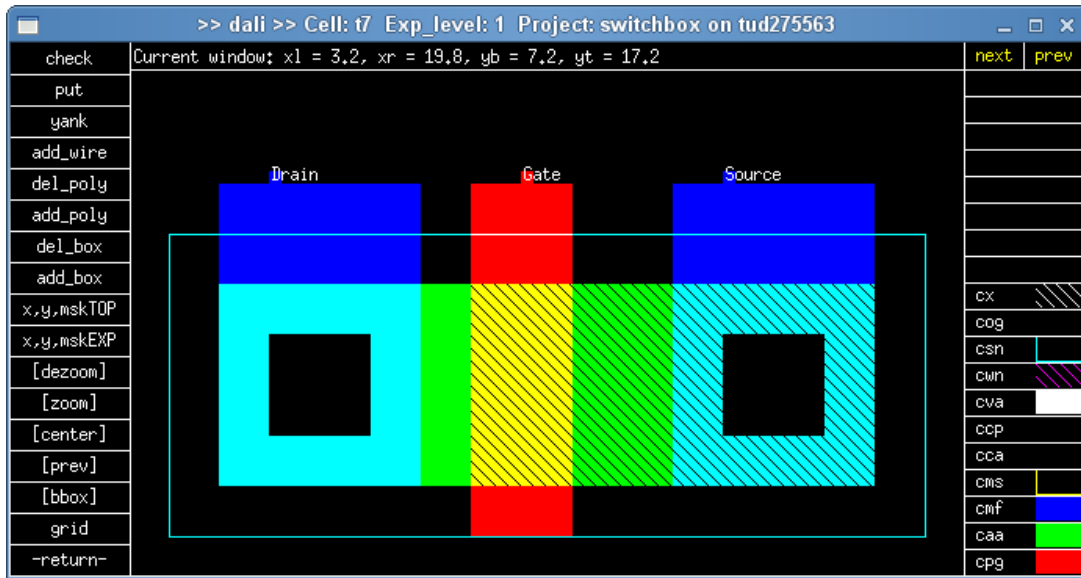 >> dali >> Cell: t7 Exp_level: 1 Project: switchbox on tud275563
Current window: xl = 3.2, xr = 19.8, yb = 7.2, yt = 17.2
next prev
check
put
yank
add_wire
del_poly
add_poly
del_box
add_box
x,y,mskTOP
x,y,mskEXP
[dezoom]
[zoom]
[center]
[prev]
[bbox]
grid
-return-
Drain Gate Source
cx
cog
csn
cwn
cva
ccp
cca
cms
cmf
caa
cpg